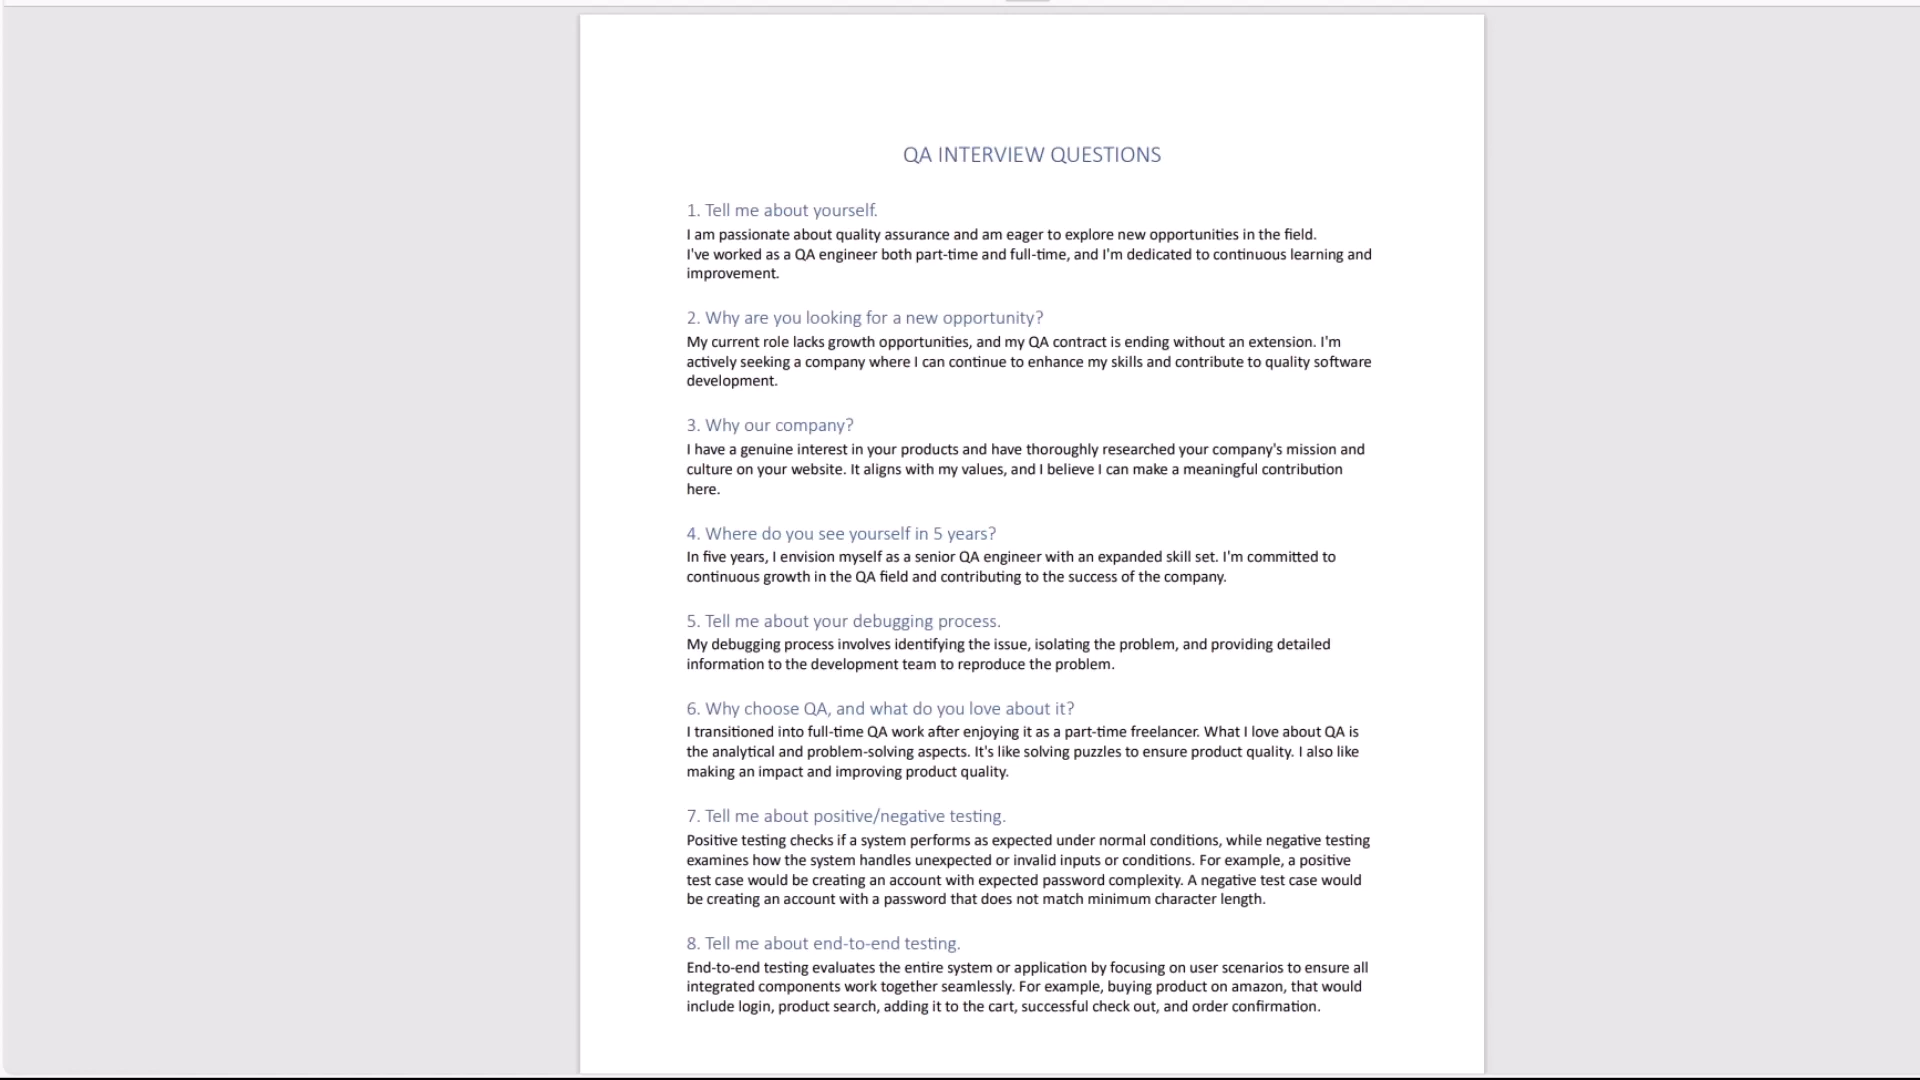 QA INTERVIEW QUESTIONS
1. Tell me about yourself.
I am passionate about quality assurance and am eager to explore new opportunities in the field.
I've worked as a QA engineer both part-time and full-time, and I'm dedicated to continuous learning and
improvement.
2. Why are you looking for a new opportunity?
My current role lacks growth opportunities, and my QA contract is ending without an extension. I'm
actively seeking a company where I can continue to enhance my skills and contribute to quality software
development.
3. Why our company?
I have a genuine interest in your products and have thoroughly researched your company's mission and
culture on your website. It aligns with my values, and I believe I can make a meaningful contribution
here.
4. Where do you see yourself in 5 years?
In five years, I envision myself as a senior QA engineer with an expanded skill set. I'm committed to
continuous growth in the QA field and contributing to the success of the company.
5. Tell me about your debugging process.
My debugging process involves identifying the issue, isolating the problem, and providing detailed
information to the development team to reproduce the problem.
6. Why choose QA, and what do you love about it?
I transitioned into full-time QA work after enjoying it as a part-time freelancer. What I love about QA is
the analytical and problem-solving aspects. It's like solving puzzles to ensure product quality. I also like
making an impact and improving product quality.
7. Tell me about positive/negative testing.
Positive testing checks if a system performs as expected under normal conditions, while negative testing
examines how the system handles unexpected or invalid inputs or conditions. For example, a positive
test case would be creating an account with expected password complexity. A negative test case would
be creating an account with a password that does not match minimum character length.
8. Tell me about end-to-end testing.
End-to-end testing evaluates the entire system or application by focusing on user scenarios to ensure all
integrated components work together seamlessly. For example, buying product on amazon, that would
include login, product search, adding it to the cart, successful check out, and order confirmation.